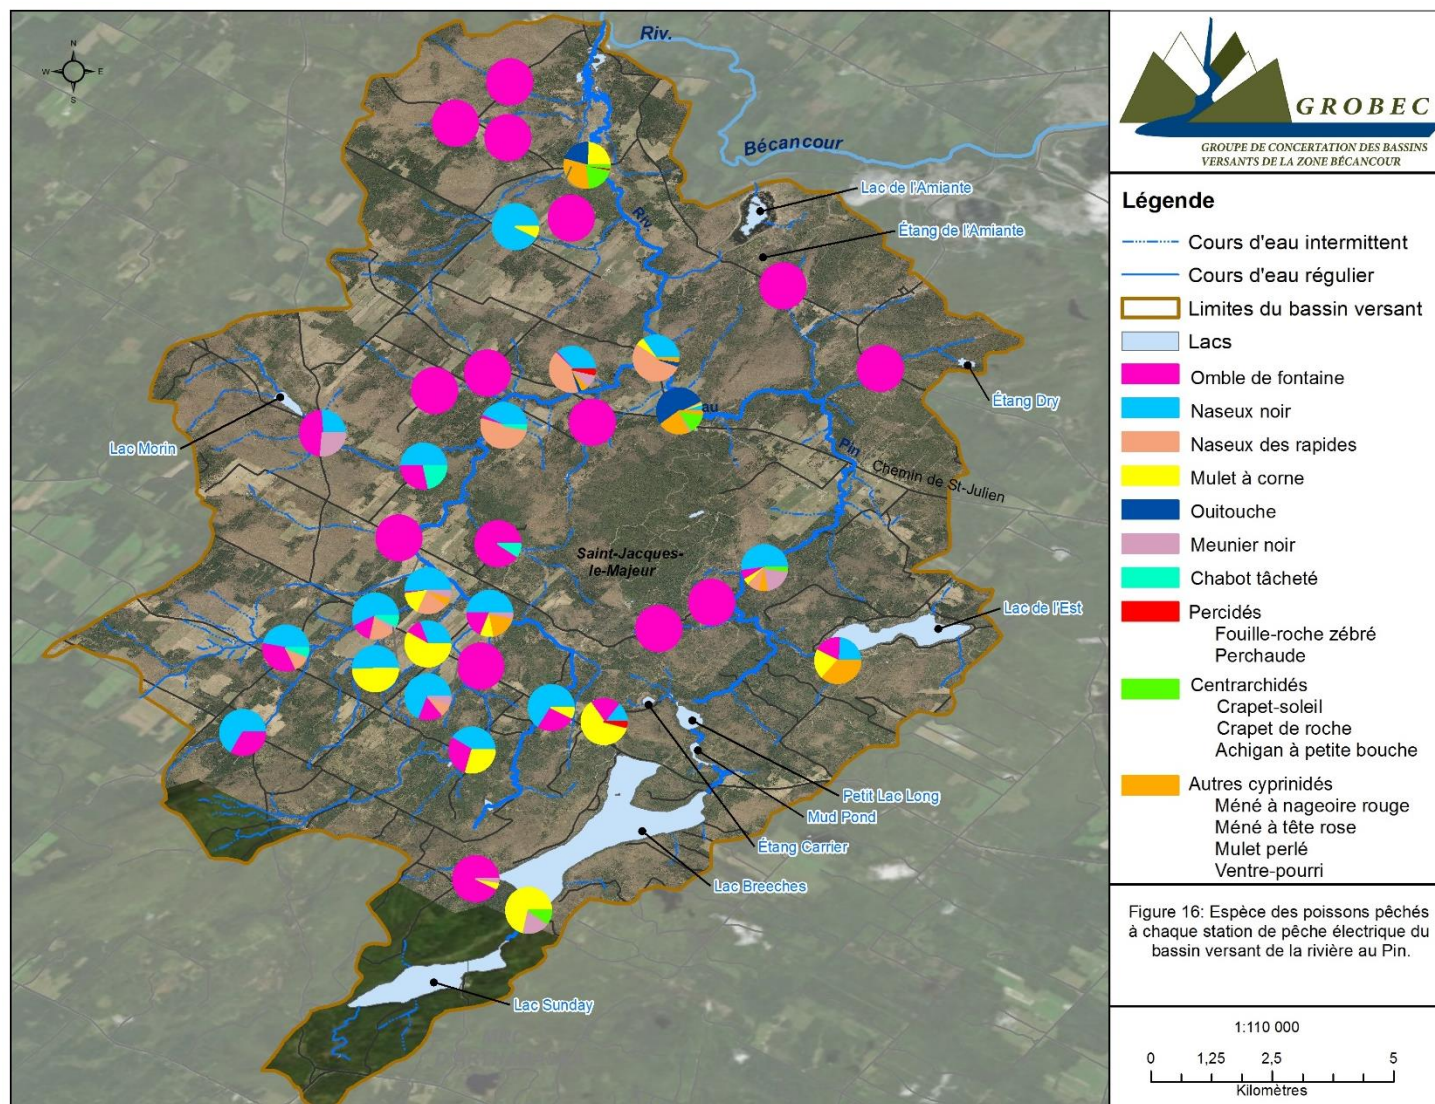 N
W
E
S
Riv.
Bécancour
Lac de l'Amiante
Étang de l'Amiante
Riv.
Étang Dry
au
Pin
Chemin de St-Julien
Lac Morin
Saint-Jacques-
le-Majeur
Lac de l'Est
Petit Lac Long
Mud Pond
Étang Carrier
Lac Breeches
Lac Sunday
GROBEC
GROUPE DE CONCERTATION DES BASSINS
VERSANTS DE LA ZONE BÉCANCOUR
Légende
Cours d'eau intermittent
Cours d'eau régulier
Limites du bassin versant
Lacs
Omble de fontaine
Naseux noir
Naseux des rapides
Mulet à corne
Ouitouche
Meunier noir
Chabot tâcheté
Percidés
Fouille-roche zébré
Perchaude
Centrarchidés
Crapet-soleil
Crapet de roche
Achigan à petite bouche
Autres cyprinidés
Méné à nageoire rouge
Méné à tête rose
Mulet perlé
Ventre-pourri
Figure 16: Espèce des poissons pêchés
à chaque station de pêche électrique du
bassin versant de la rivière au Pin.
1:110 000
0 1,25 2,5 5
Kilomètres